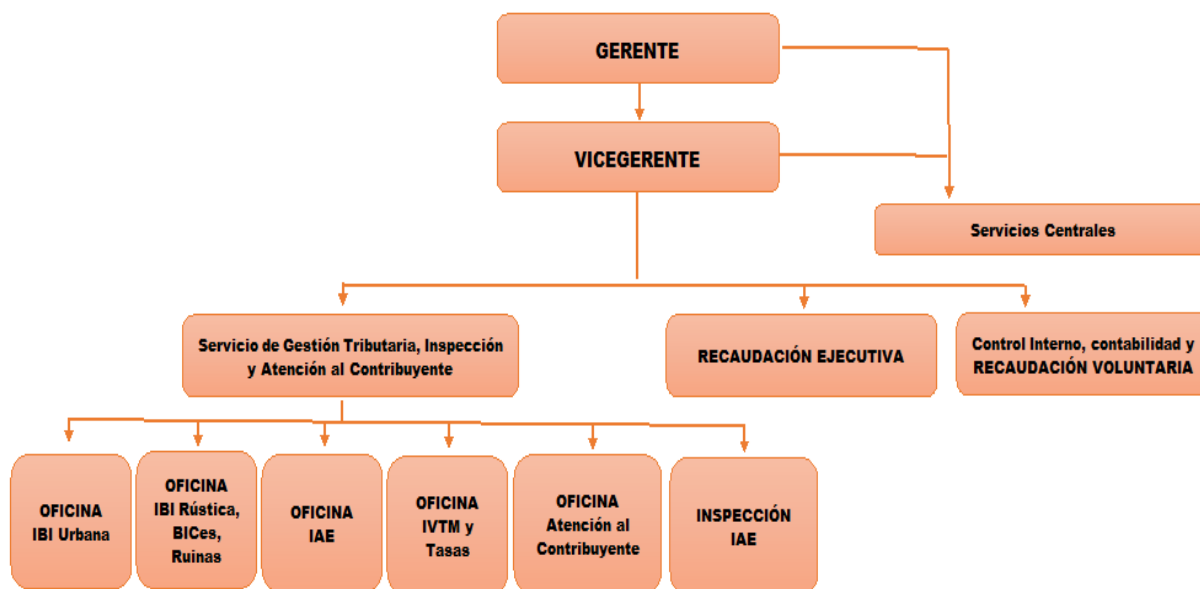 GERENTE
VICEGERENTE
Servicios Centrales
Servicio de Gestión Tributaria, Inspección
y Atención al Contribuyente
RECAUDACIÓN EJECUTIVA
Control Interno, contabilidad y
RECAUDACIÓN VOLUNTARIA
OFICINA
IBI Urbana
OFICINA
IBI Rústica,
BICes,
Ruinas
OFICINA
IAE
OFICINA
IVTM y
Tasas
OFICINA
Atención al
Contribuyente
INSPECCIÓN
IAE